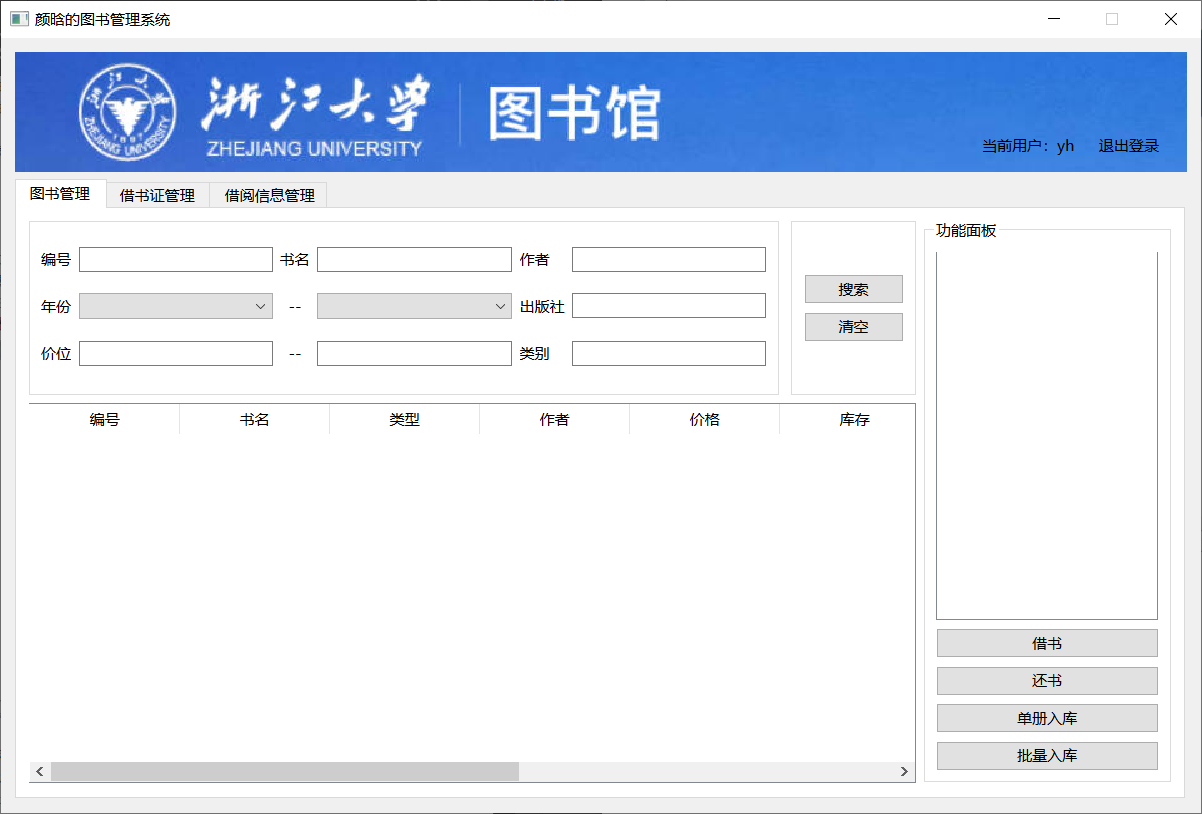 颜晗的图书管理系统
浙江大学
ZHEJIANG UNIVERSITY
图书馆
ZHEJIANG UNIVERSITY
当前用户：yh 退出登录
图书管理 借书证管理 借阅信息管理
编号 书名 作者
年份 -- 出版社
价位 -- 类别
搜索
清空
编号 书名 类型 作者 价格 库存
功能面板
借书
还书
单册入库
批量入库